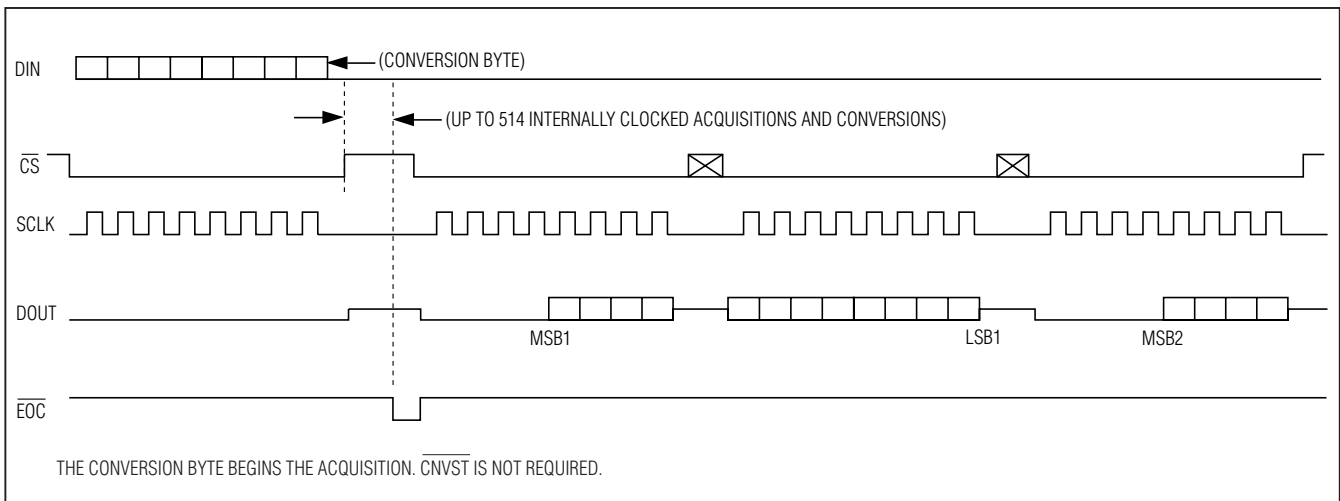 DIN
(CONVERSION BYTE)
(UP TO 514 INTERNALLY CLOCKED ACQUISITIONS AND CONVERSIONS)
CS
SCLK
DOUT
MSB1
LSB1
MSB2
EOC
THE CONVERSION BYTE BEGINS THE ACQUISITION. CNVST IS NOT REQUIRED.